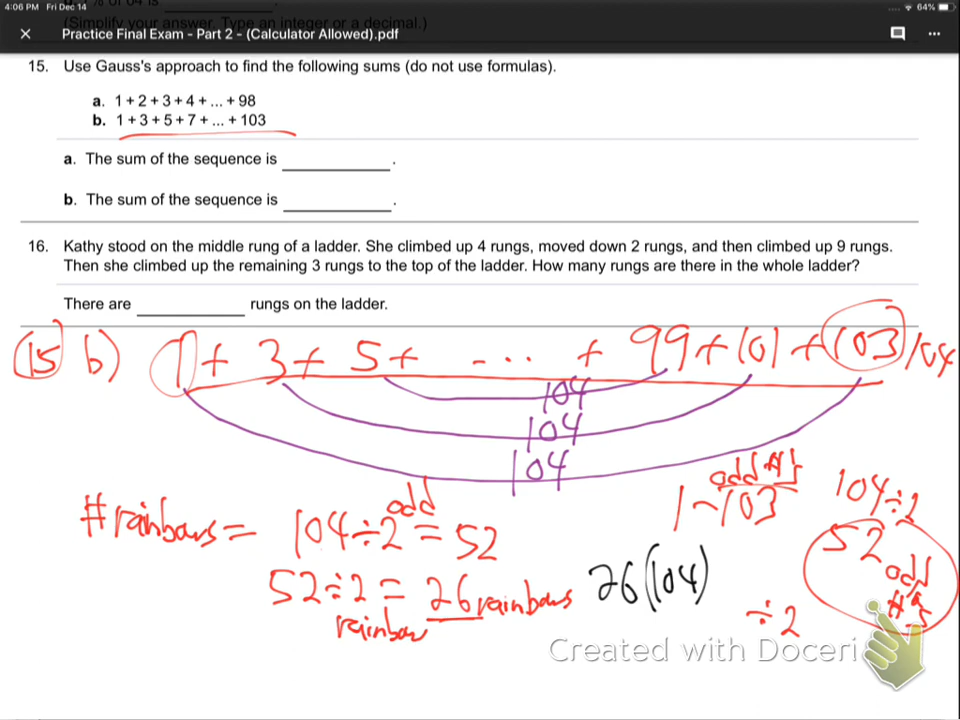 4:06 PM Fri Dec 14
64%
(Simplify your answer. Type an integer or a decimal.)
Practice Final Exam - Part 2 - (Calculator Allowed).pdf
15. Use Gauss's approach to find the following sums (do not use formulas).
a. 1 + 2 + 3 + 4 + ... + 98
b. 1 + 3 + 5 + 7 + ... + 103
a. The sum of the sequence is ________.
b. The sum of the sequence is ________.
16. Kathy stood on the middle rung of a ladder. She climbed up 4 rungs, moved down 2 rungs, and then climbed up 9 rungs.
Then she climbed up the remaining 3 rungs to the top of the ladder. How many rungs are there in the whole ladder?
There are ________ rungs on the ladder.
15 b) 1 + 3 + 5 + - ... + 99 + 101 + 103 / 104
104
104
104
odd #s
1~103
104÷2
52
odd
#s
÷2
#rainbows = 104÷2 = 52
odd
52÷2 = 26 rainbows
rainbow
26(104)
Created with Doceri